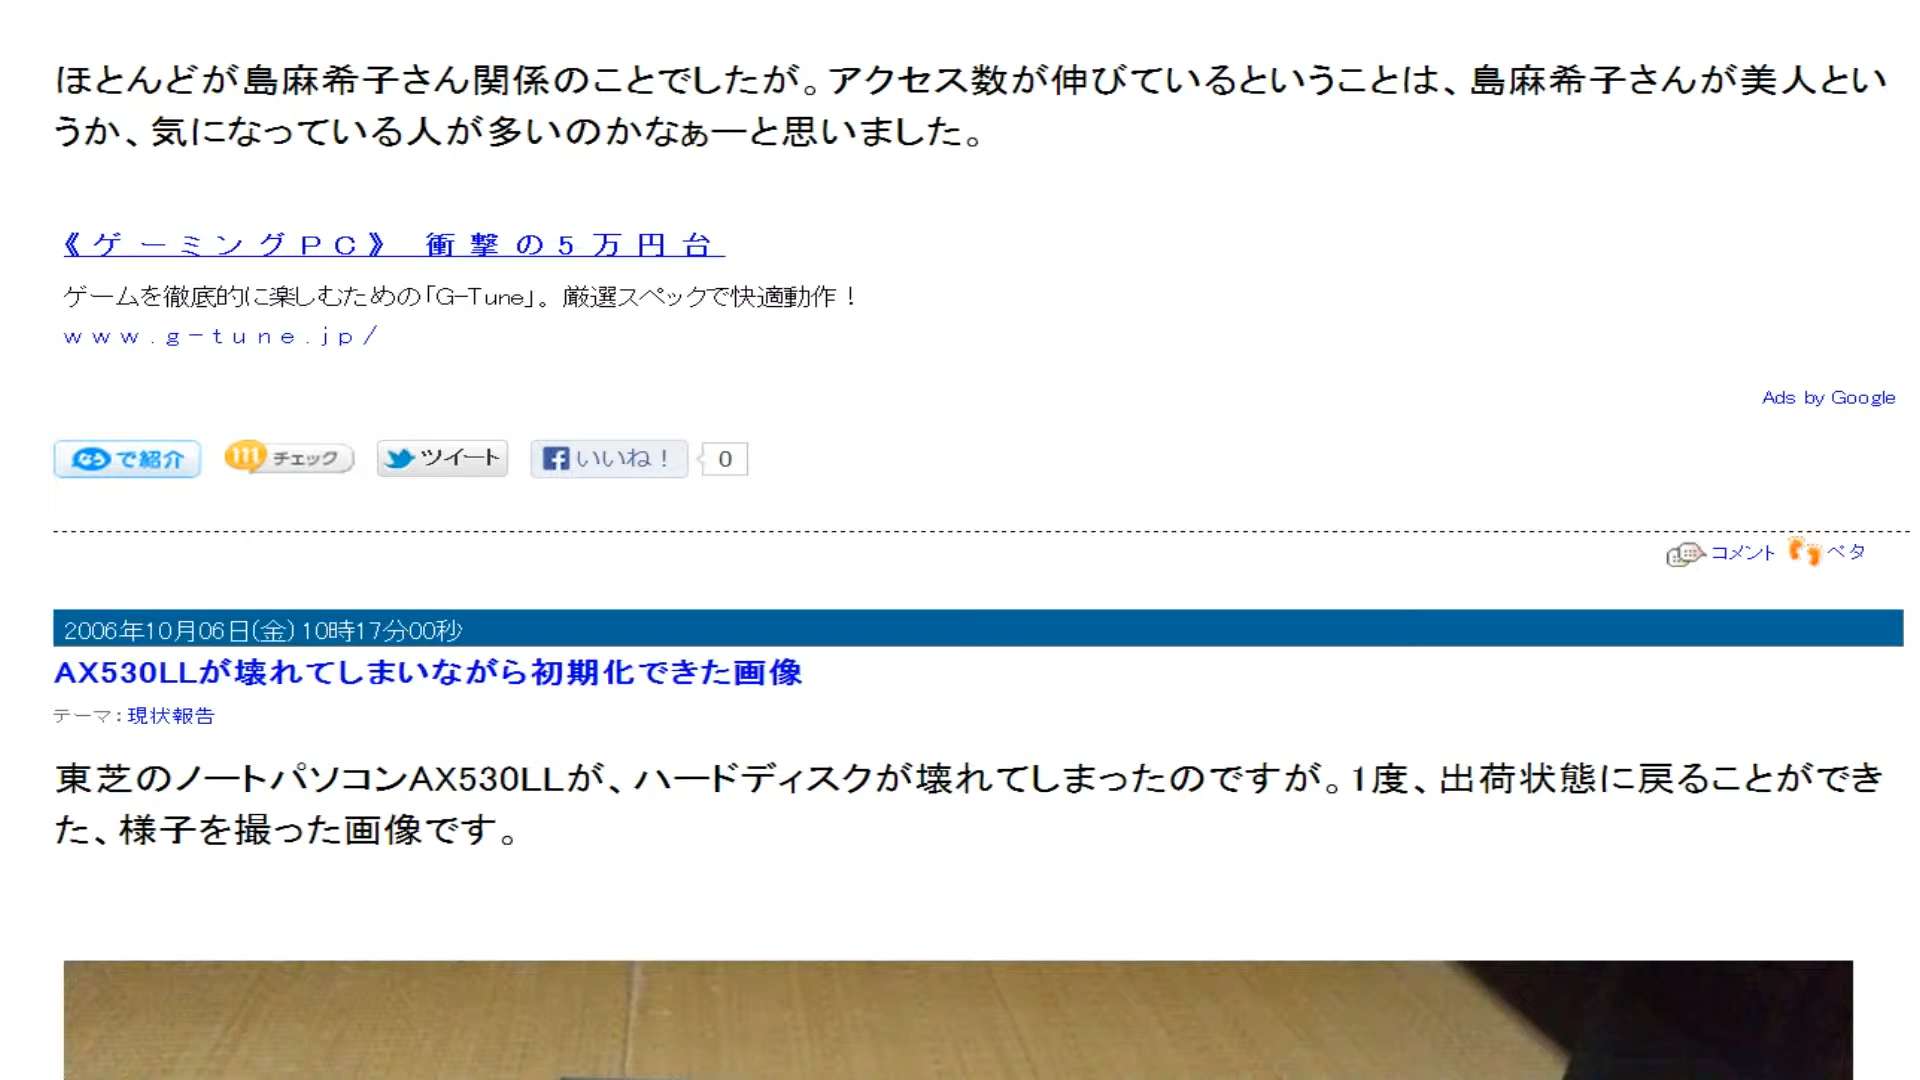 ほとんどが島麻希子さん関係のことでしたが。アクセス数が伸びているということは、島麻希子さんが美人とい
うか、気になっている人が多いのかなぁーと思いました。
《ゲーミングPC》 衝撃の5万円台
ゲームを徹底的に楽しむための「G-Tune」。厳選スペックで快適動作！
www.g-tune.jp/
Ads by Google
で紹介 チェック ツイート いいね！ 0
コメント ペタ
2006年10月06日(金) 10時17分00秒
AX530LLが壊れてしまいながら初期化できた画像
テーマ：現状報告
東芝のノートパソコンAX530LLが、ハードディスクが壊れてしまったのですが。1度、出荷状態に戻ることができ
た、様子を撮った画像です。